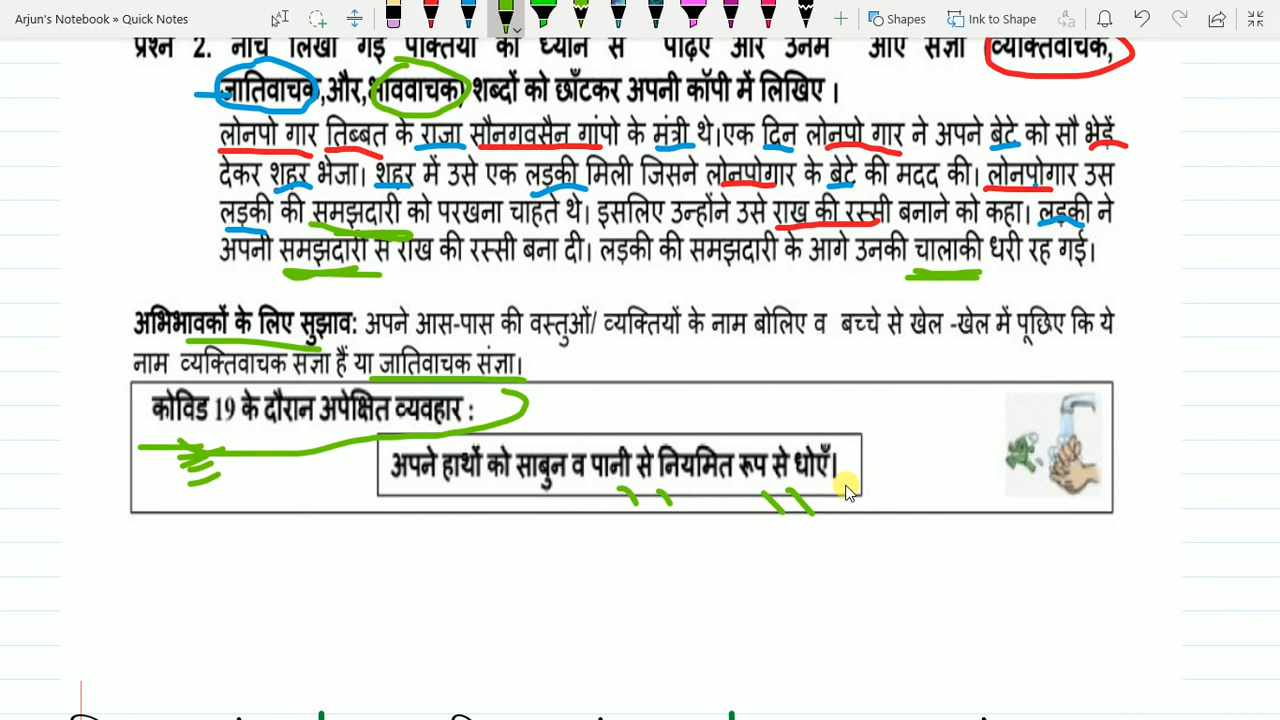 Arjun's Notebook » Quick Notes
Shapes
Ink to Shape
प्रश्न 2. नीचे लिखी गई पंक्तियों को ध्यान से पढ़िए और उनमें आए संज्ञा (व्यक्तिवाचक,
जातिवाचक,और,भाववाचक) शब्दों को छाँटकर अपनी कॉपी में लिखिए ।
लोनपो गार तिब्बत के राजा सौनगवसैन गांपो के मंत्री थे।एक दिन लोनपो गार ने अपने बेटे को सौ भेड़ें
देकर शहर भेजा। शहर में उसे एक लड़की मिली जिसने लोनपोगार के बेटे की मदद की। लोनपोगार उस
लड़की की समझदारी को परखना चाहते थे। इसलिए उन्होंने उसे राख की रस्सी बनाने को कहा। लड़की ने
अपनी समझदारी से राख की रस्सी बना दी। लड़की की समझदारी के आगे उनकी चालाकी धरी रह गई।
अभिभावकों के लिए सुझाव: अपने आस-पास की वस्तुओं/ व्यक्तियों के नाम बोलिए व बच्चे से खेल -खेल में पूछिए कि ये
नाम व्यक्तिवाचक संज्ञा हैं या जातिवाचक संज्ञा।
कोविड 19 के दौरान अपेक्षित व्यवहार :
अपने हाथों को साबुन व पानी से नियमित रूप से धोएँ।